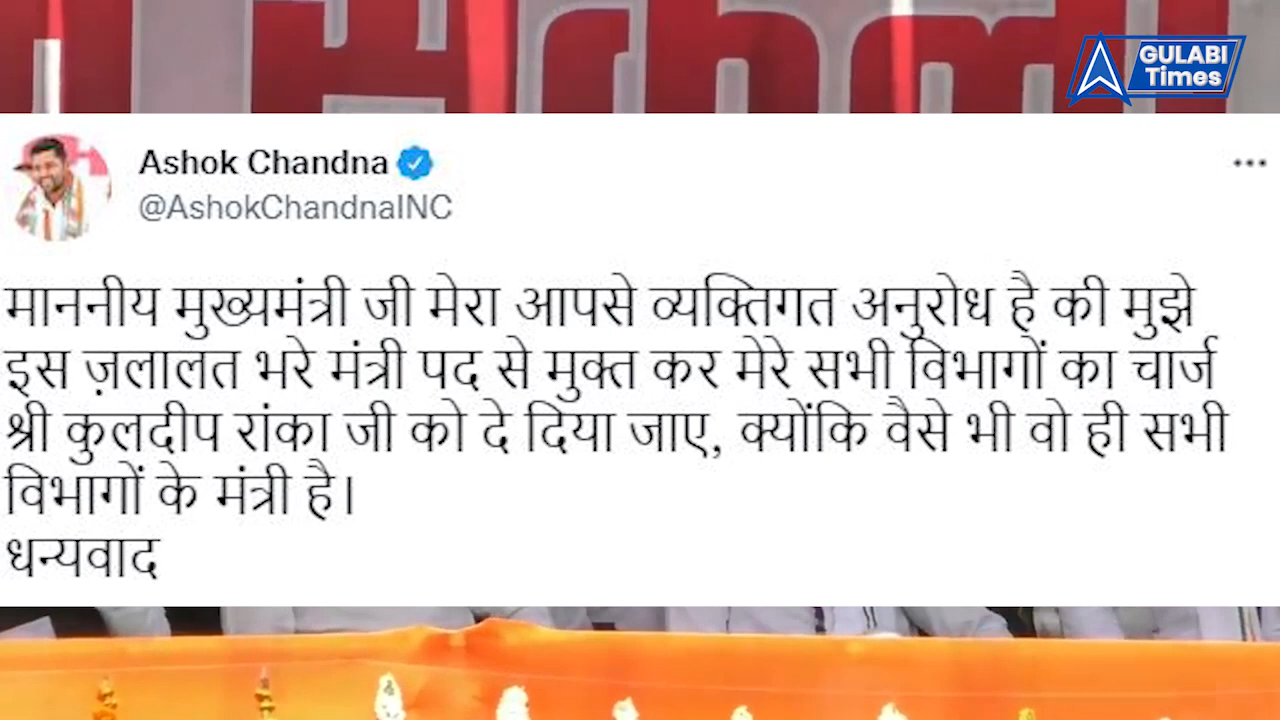 GULABI
Times
Ashok Chandna
@AshokChandnaINC
माननीय मुख्यमंत्री जी मेरा आपसे व्यक्तिगत अनुरोध है की मुझे
इस ज़लालत भरे मंत्री पद से मुक्त कर मेरे सभी विभागों का चार्ज
श्री कुलदीप रांका जी को दे दिया जाए, क्योंकि वैसे भी वो ही सभी
विभागों के मंत्री है।
धन्यवाद